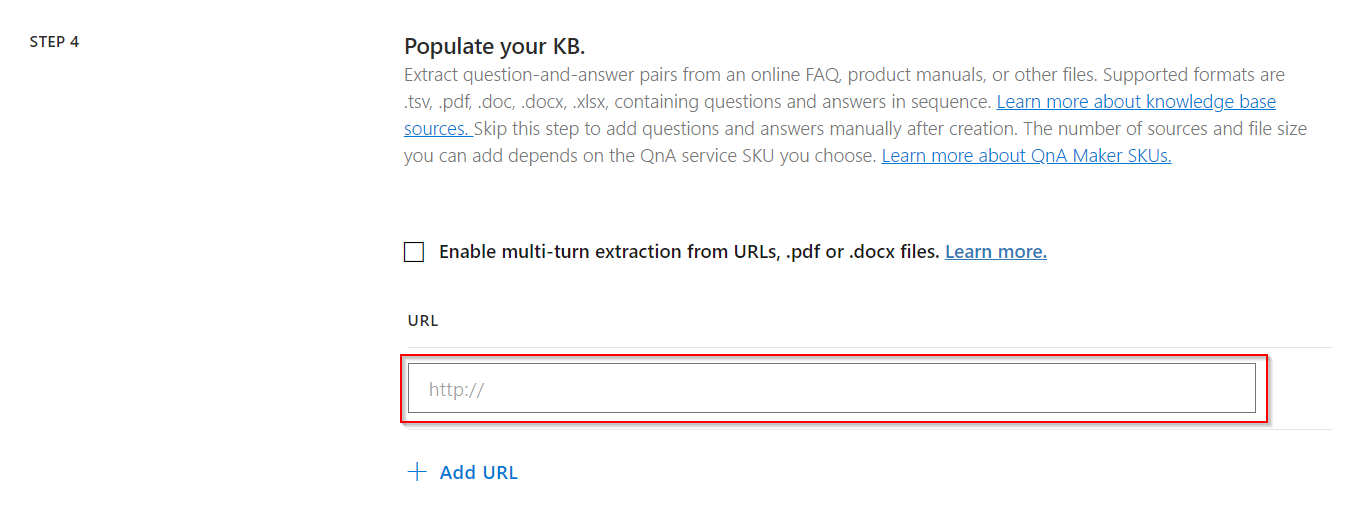 STEP 4
Populate your KB.
Extract question-and-answer pairs from an online FAQ, product manuals, or other files. Supported formats are
.tsv, .pdf, .doc, .docx, .xlsx, containing questions and answers in sequence. Learn more about knowledge base
sources. Skip this step to add questions and answers manually after creation. The number of sources and file size
you can add depends on the QnA service SKU you choose. Learn more about QnA Maker SKUs.
Enable multi-turn extraction from URLs, .pdf or .docx files. Learn more.
URL
http://
Add URL